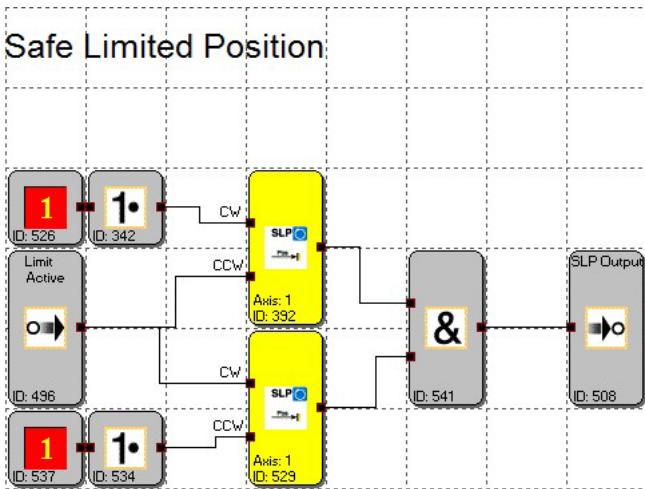 Safe Limited Position
1
ID: 526
1•
ID: 342
CW
CCW
SLP
Axis: 1
ID: 392
Limit
Active
ID: 496
&
ID: 541
SLP Output
ID: 508
CW
CCW
SLP
Axis: 1
ID: 529
1
ID: 537
1•
ID: 534